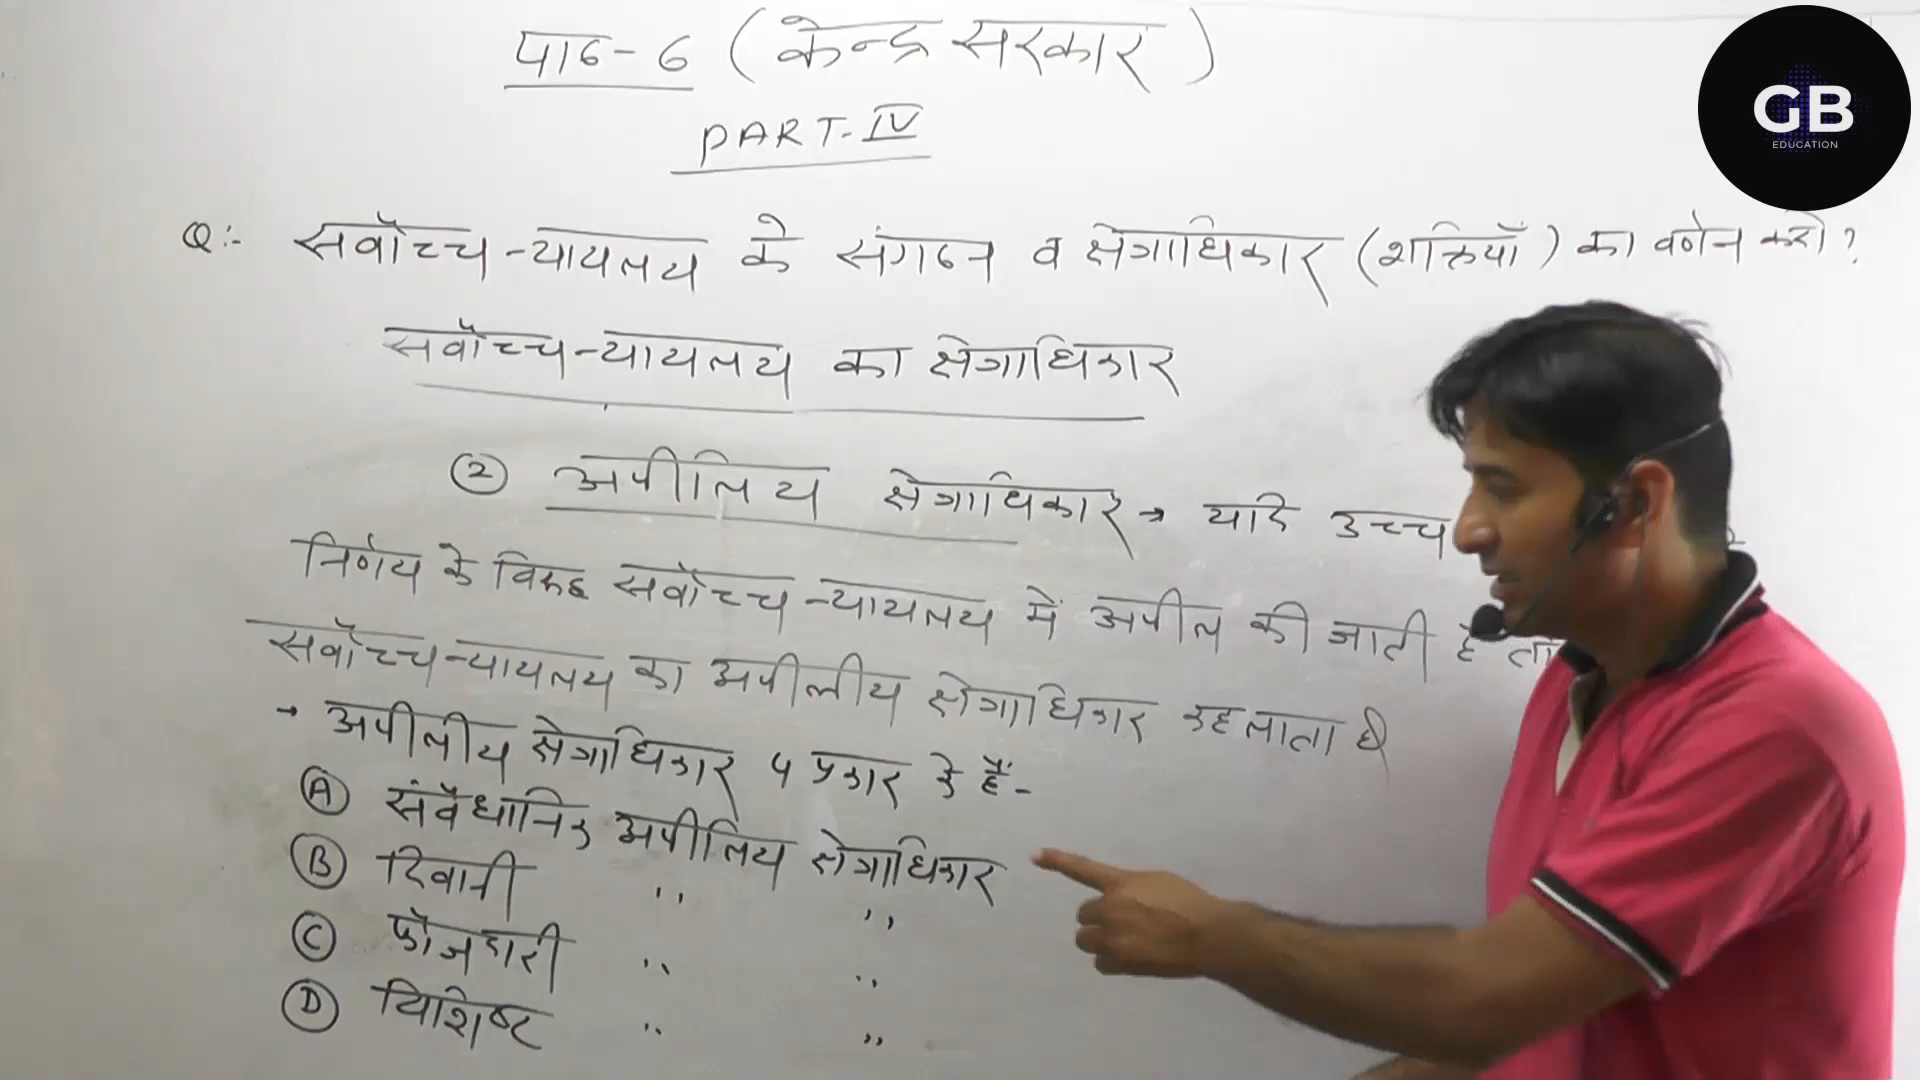 पाठ-6 (केन्द्र सरकार)
PART-IV
GB
EDUCATION
Q:- सर्वोच्च न्यायलय के संगठन व क्षेत्राधिकार (शक्तियाँ) का वर्णन करो?
सर्वोच्च न्यायलय का क्षेत्राधिकार
② अपीलिय क्षेत्राधिकार → यदि उच्च
निर्णय के विरुद्ध सर्वोच्च न्यायलय में अपील की जाती है तो
सर्वोच्च न्यायलय का अपीलीय क्षेत्राधिकार कहलाता है
→ अपीलीय क्षेत्राधिकार 4 प्रकार के हैं-
Ⓐ संवैधानिक अपीलिय क्षेत्राधिकार
Ⓑ दिवानी ,, ,,
Ⓒ फौजदारी ,, ,,
Ⓓ विशिष्ट ,, ,,